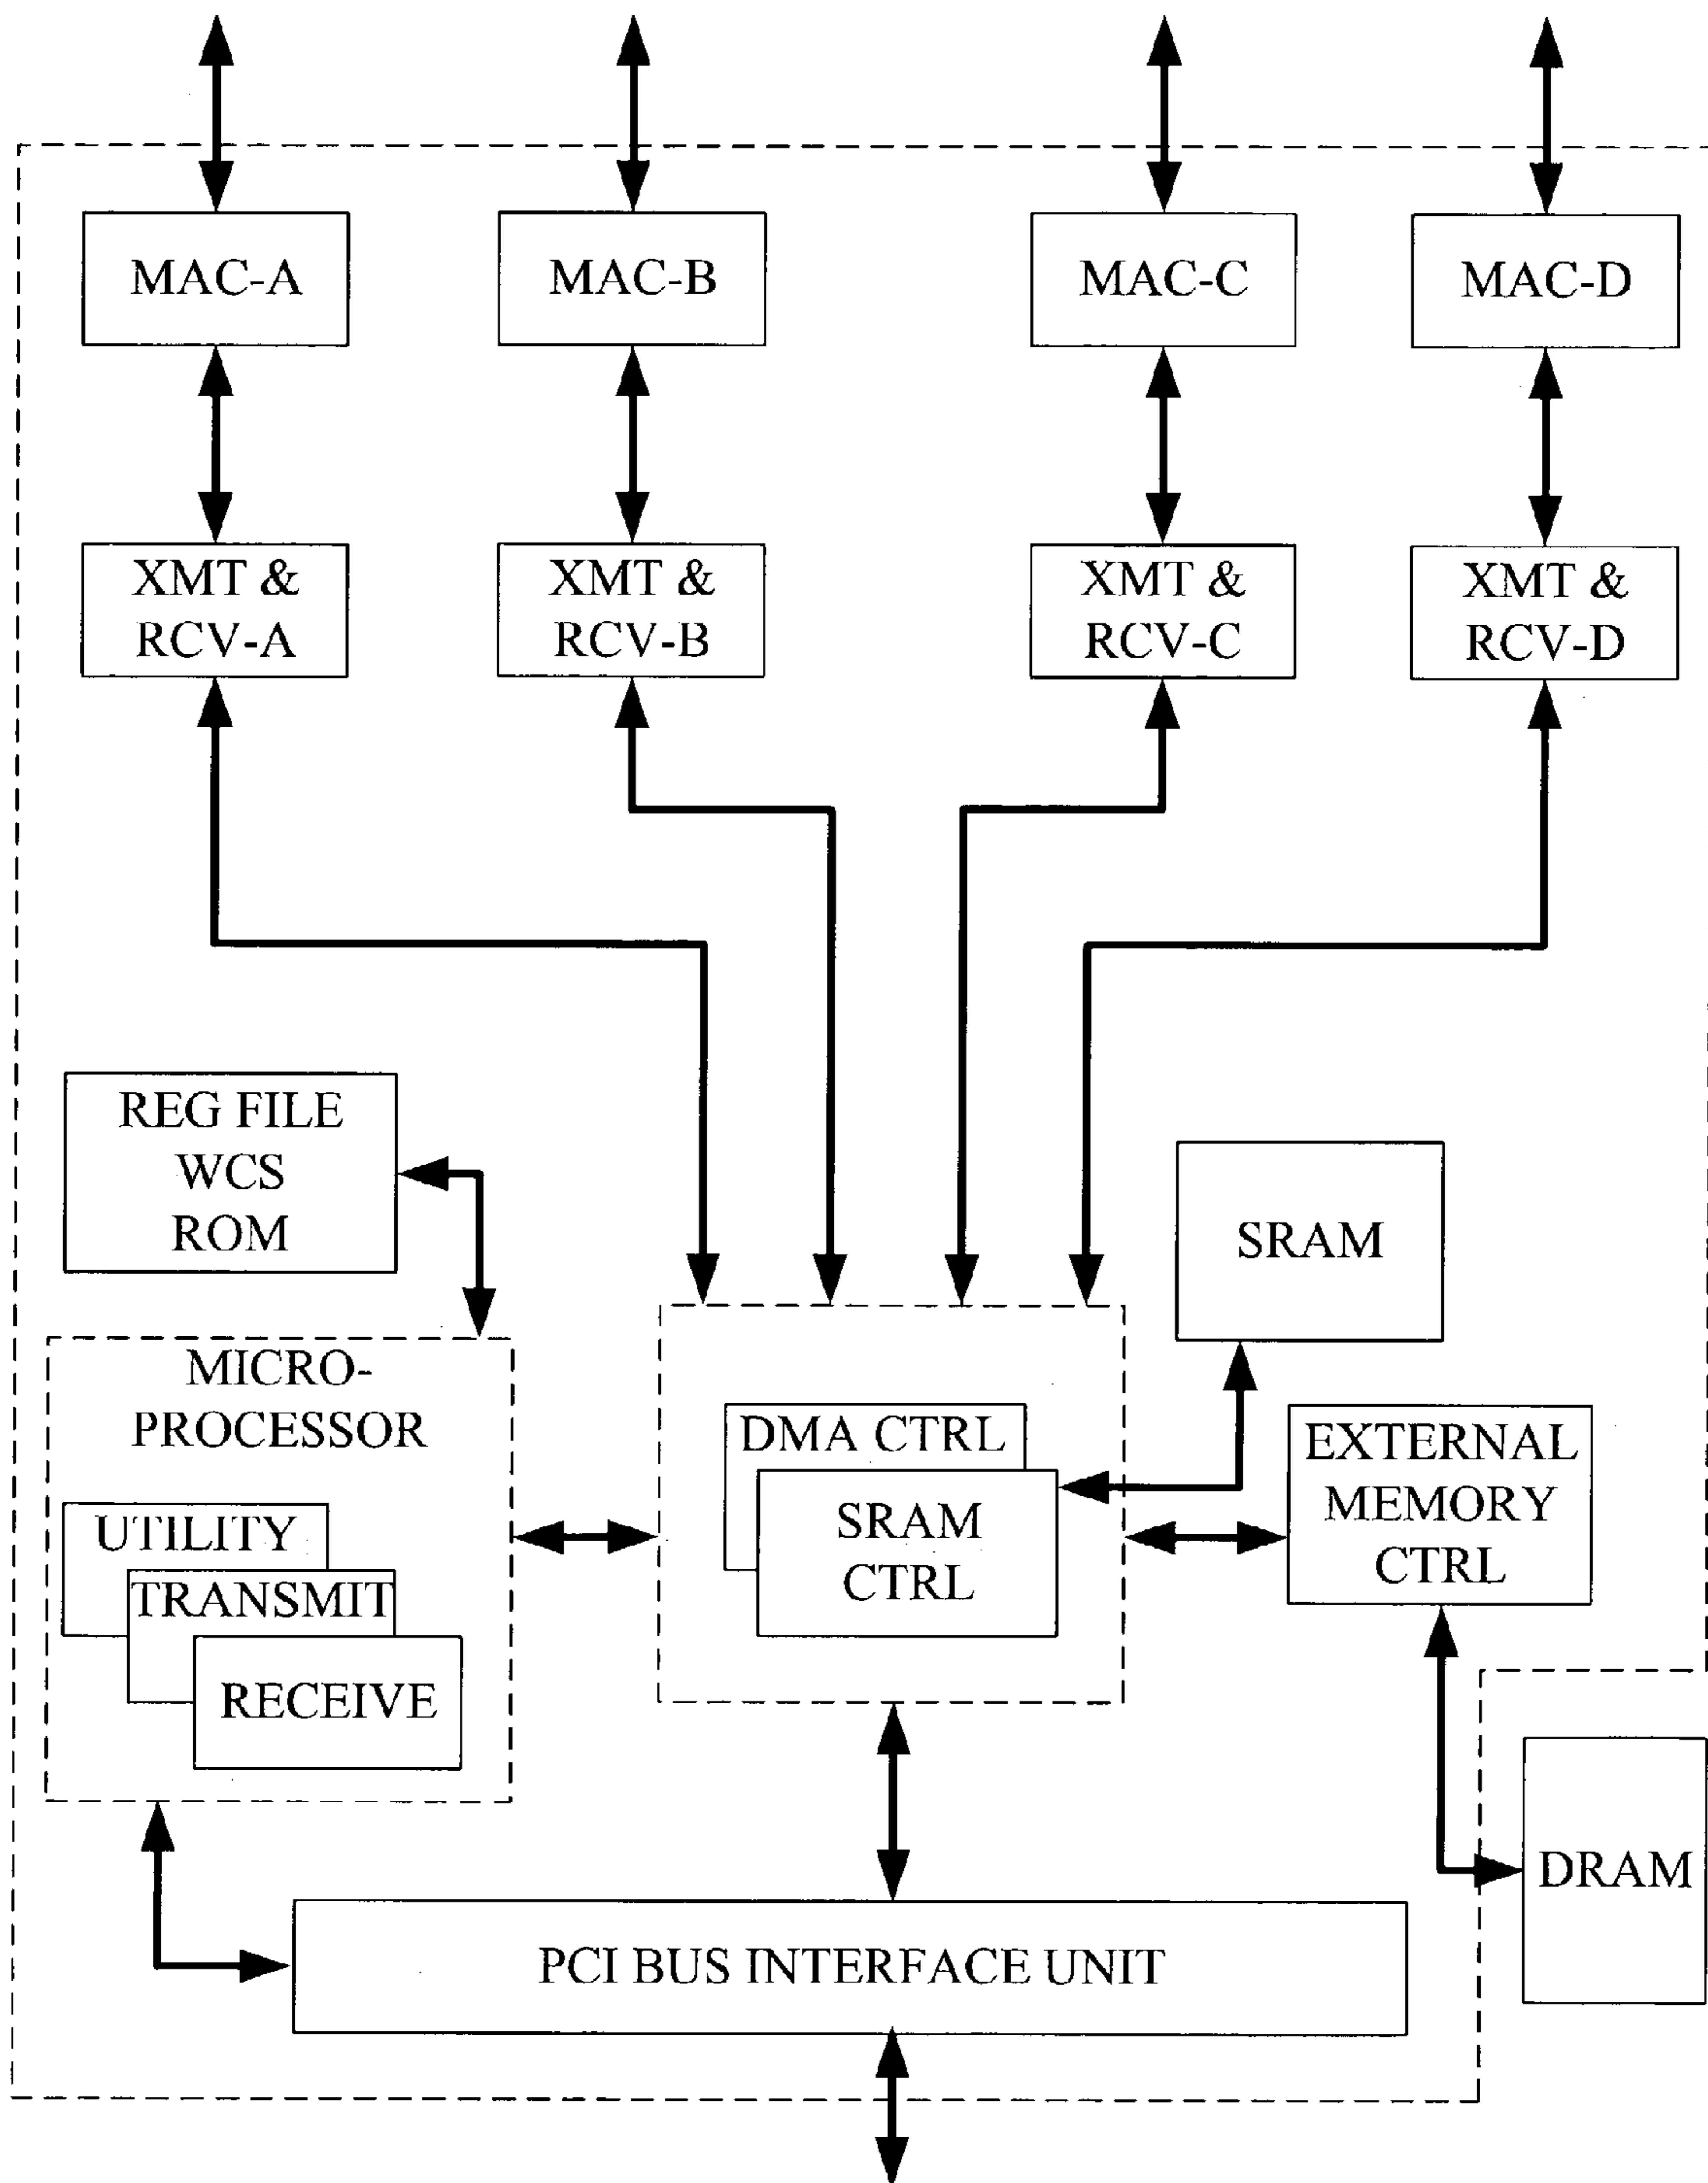 MAC-A
MAC-B
MAC-C
MAC-D
XMT &
RCV-A
XMT &
RCV-B
XMT &
RCV-C
XMT &
RCV-D
REG FILE
WCS
ROM
SRAM
MICRO-
PROCESSOR
UTILITY
TRANSMIT
RECEIVE
DMA CTRL
SRAM
CTRL
EXTERNAL
MEMORY
CTRL
DRAM
PCI BUS INTERFACE UNIT